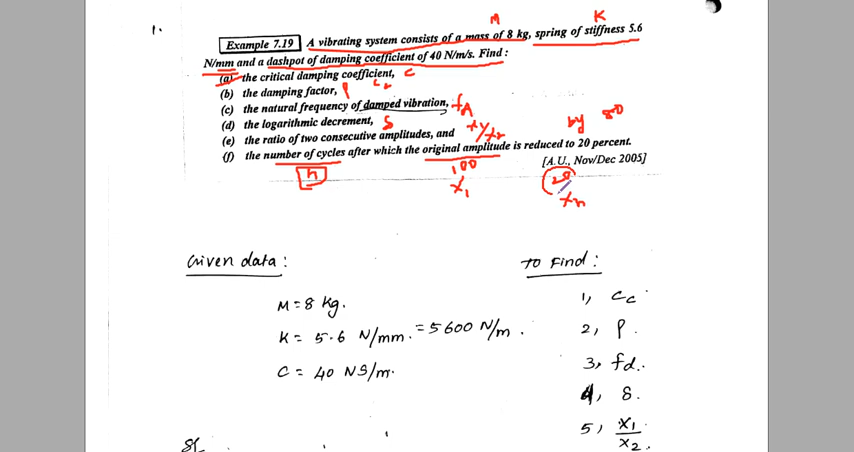 1.
M
K
Example 7.19 A vibrating system consists of a mass of 8 kg, spring of stiffness 5.6
N/mm and a dashpot of damping coefficient of 40 N/m/s. Find :
(a) the critical damping coefficient, c
(b) the damping factor,
(c) the natural frequency of damped vibration,
(d) the logarithmic decrement, δ
(e) the ratio of two consecutive amplitudes, and
by 80
(f) the number of cycles after which the original amplitude is reduced to 20 percent.
[A.U., Nov/Dec 2005]
n
100
20
x1
xn
Given data :
To Find :
M = 8 kg.
1, Cc
K = 5.6 N/mm. = 5600 N/m .
2, ρ.
C = 40 NS/m.
3, fd.
4, δ.
5, x1/x2 .